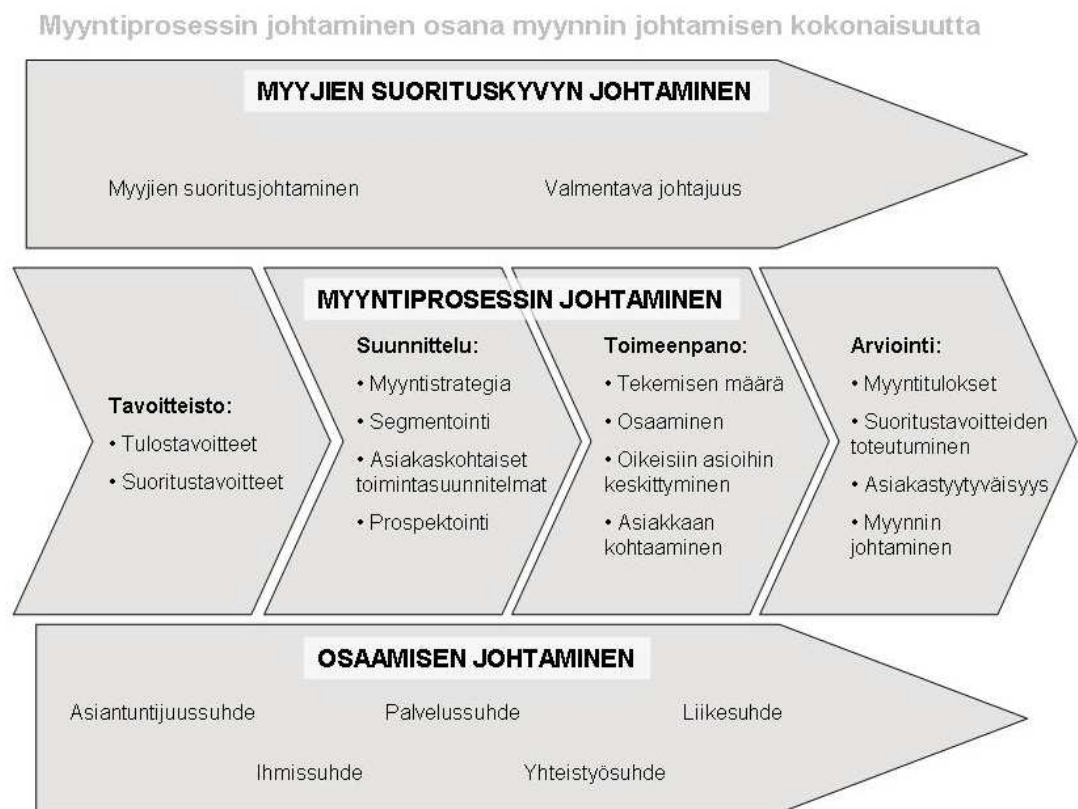 Myyntiprosessin johtaminen osana myynnin johtamisen kokonaisuutta
MYYJIEN SUORITUSKYVYN JOHTAMINEN
Myyjien suoritusjohtaminen
Valmentava johtajuus
MYYNTIPROSESSIN JOHTAMINEN
Tavoitteisto:
• Tulostavoitteet
• Suoritustavoitteet
Suunnittelu:
• Myyntistrategia
• Segmentointi
• Asiakaskohtaiset
toimintasuunnitelmat
• Prospektointi
Toimeenpano:
• Tekemisen määrä
• Osaaminen
• Oikeisiin asioihin
keskittyminen
• Asiakkaan
kohtaaminen
Arviointi:
• Myyntitulokset
• Suoritustavoitteiden
toteutuminen
• Asiakastyytyväisyys
• Myynnin
johtaminen
OSAAMISEN JOHTAMINEN
Asiantuntijuussuhde
Palvelussuhde
Liikesuhde
Ihmissuhde
Yhteistyösuhde